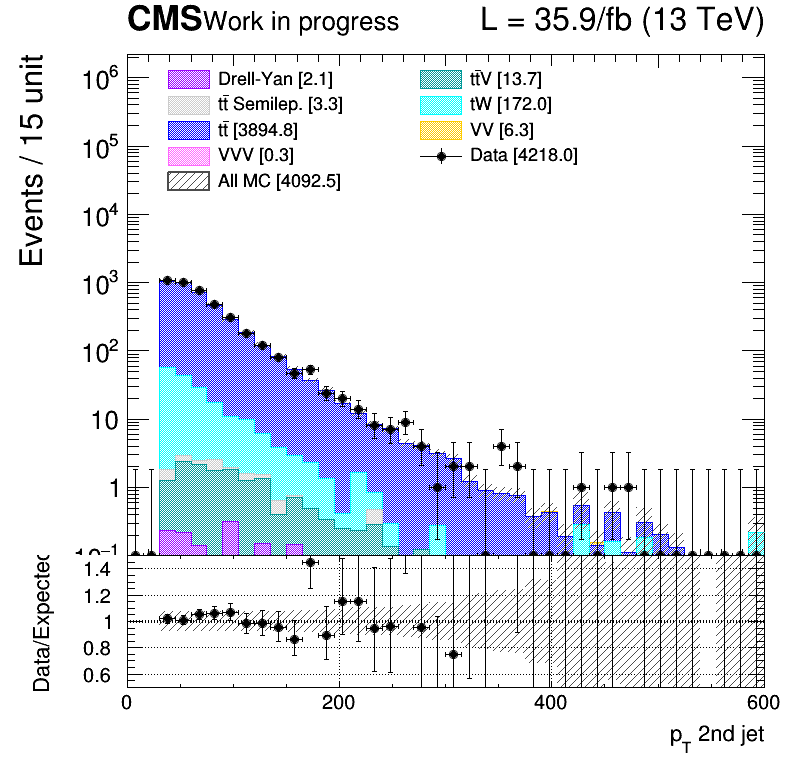 CMS Work in progress L = 35.9/fb (13 TeV)
Events / 15 unit
Drell-Yan [2.1]
tt̄ Semilep. [3.3]
tt̄ [3894.8]
VVV [0.3]
All MC [4092.5]
tt̄V [13.7]
tW [172.0]
VV [6.3]
Data [4218.0]
10⁶
10⁵
10⁴
10³
10²
10
1
10⁻¹
Data/Expected
1.4
1.2
1
0.8
0.6
0 200 400 600
p_T 2nd jet